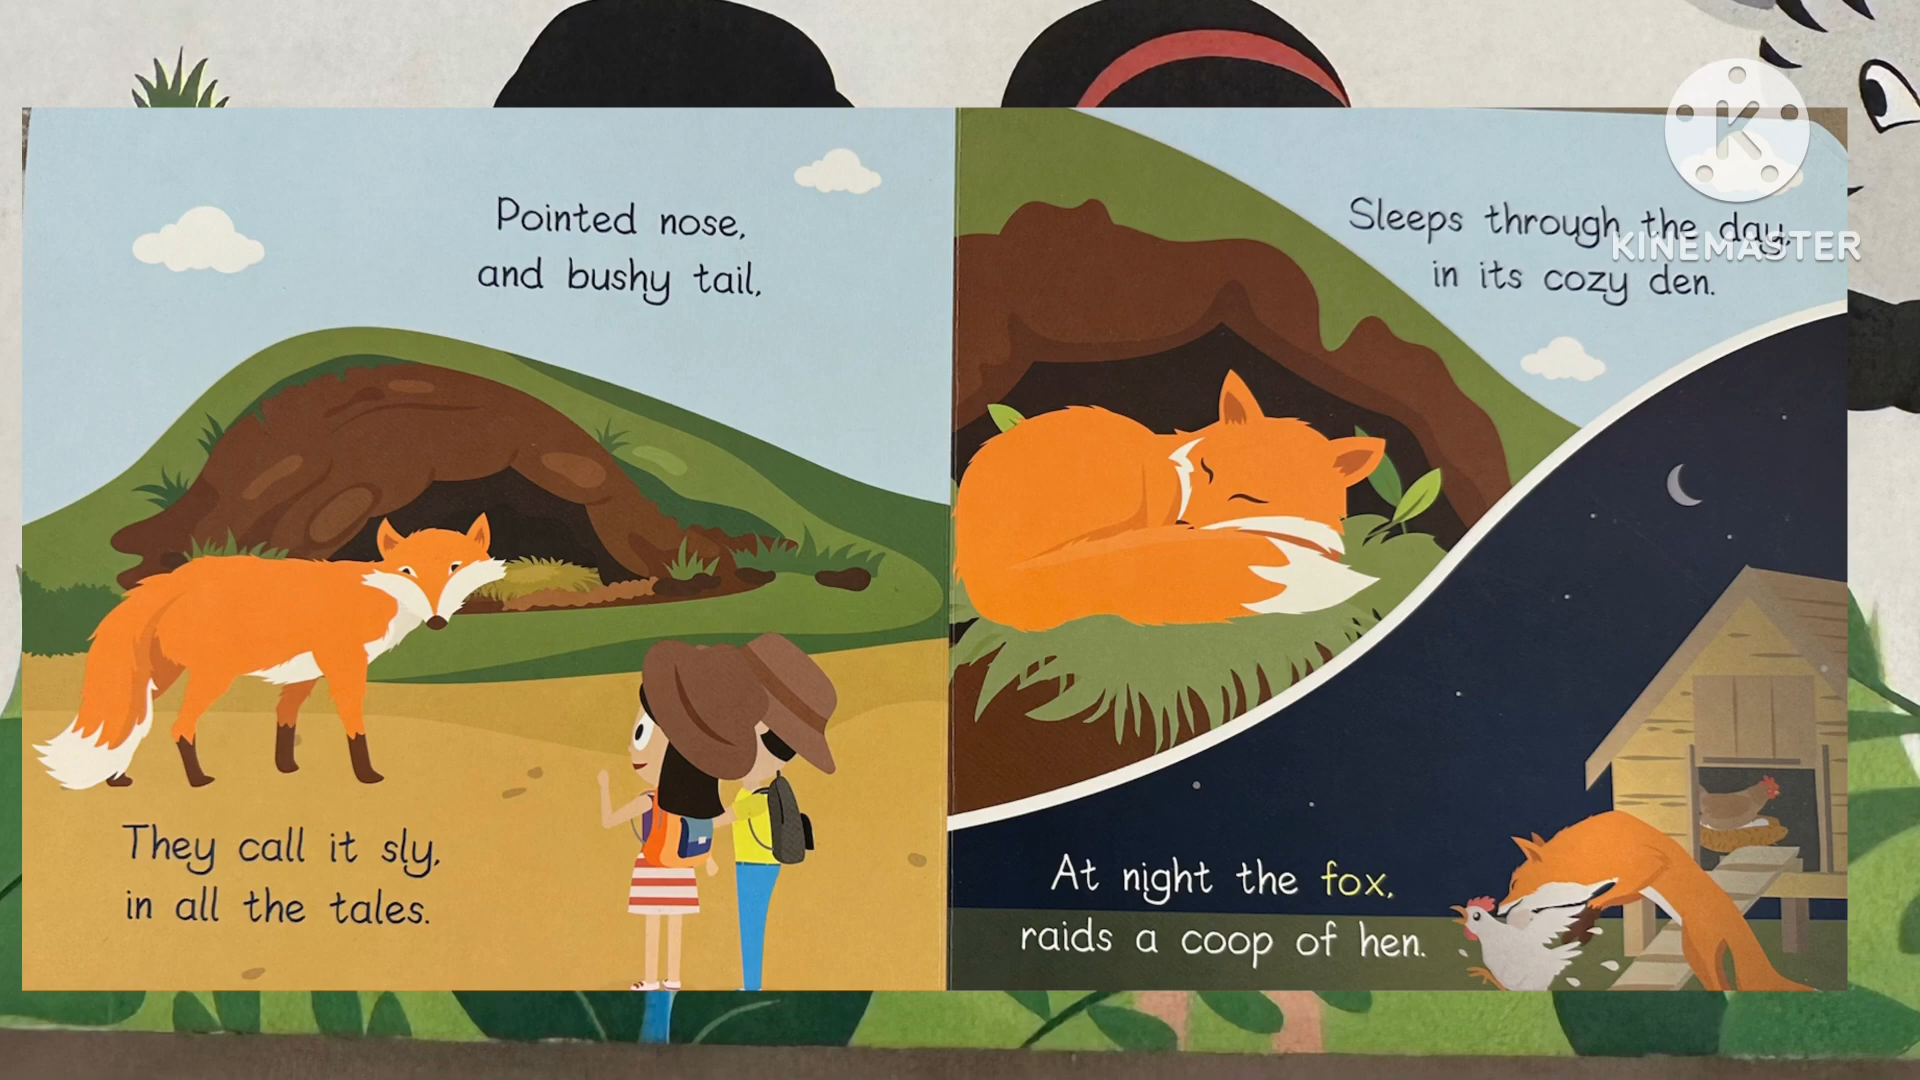 Pointed nose,
and bushy tail,
They call it sly,
in all the tales.
Sleeps through the day,
in its cozy den.
At night the fox,
raids a coop of hen.
K
KINEMASTER